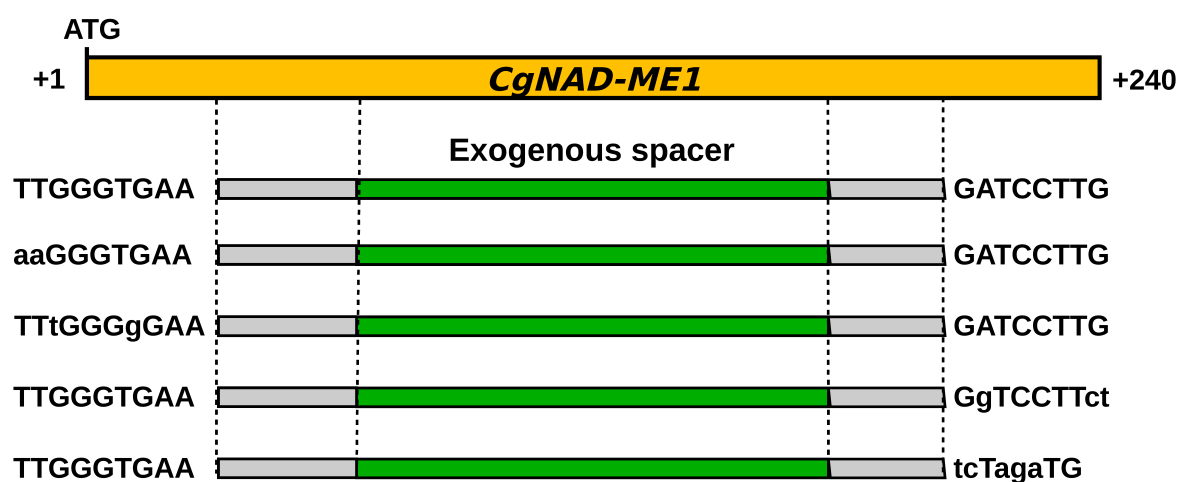 ATG
+1 CgNAD-ME1 +240
Exogenous spacer
TTGGGTGAA GATCCTTG
aaGGGTGAA GATCCTTG
TTtGGGgGAA GATCCTTG
TTGGGTGAA GgTCCTTct
TTGGGTGAA tcTagaTG